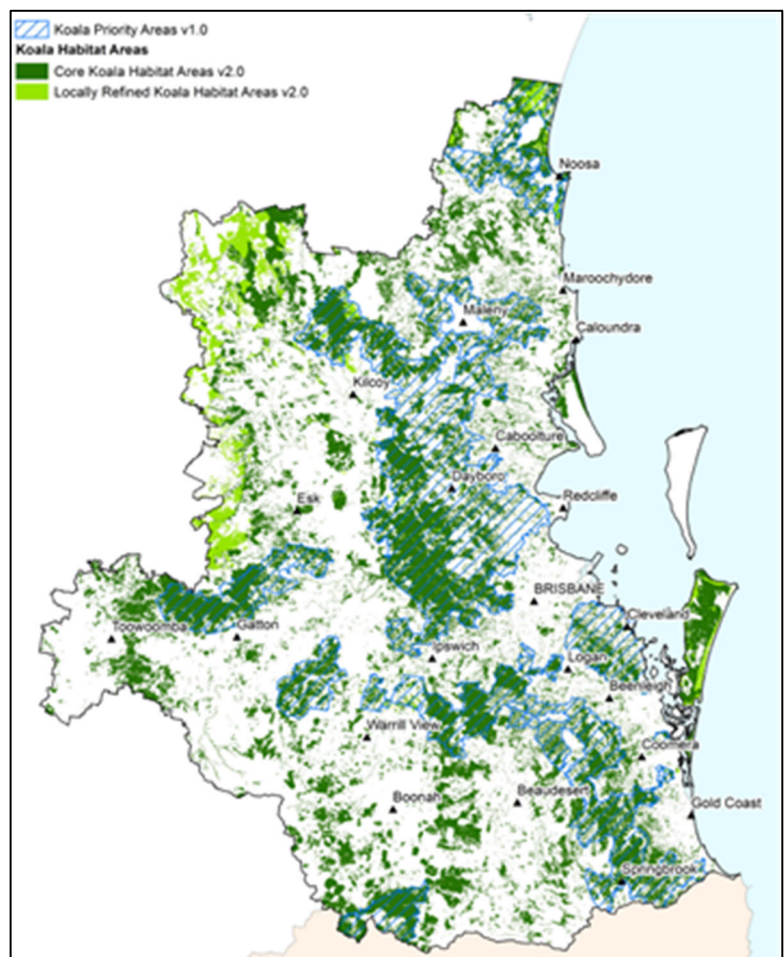 Koala Priority Areas v1.0
Koala Habitat Areas
Core Koala Habitat Areas v2.0
Locally Refined Koala Habitat Areas v2.0
Noosa
Maroochydore
Maleny
Caloundra
Kilcoy
Caboolture
Dayboro
Redcliffe
Esk
BRISBANE
Cleveland
Toowoomba
Gatton
Ipswich
Logan
Beenleigh
Warrill View
Coomera
Boonah
Beaudesert
Gold Coast
Springbrook